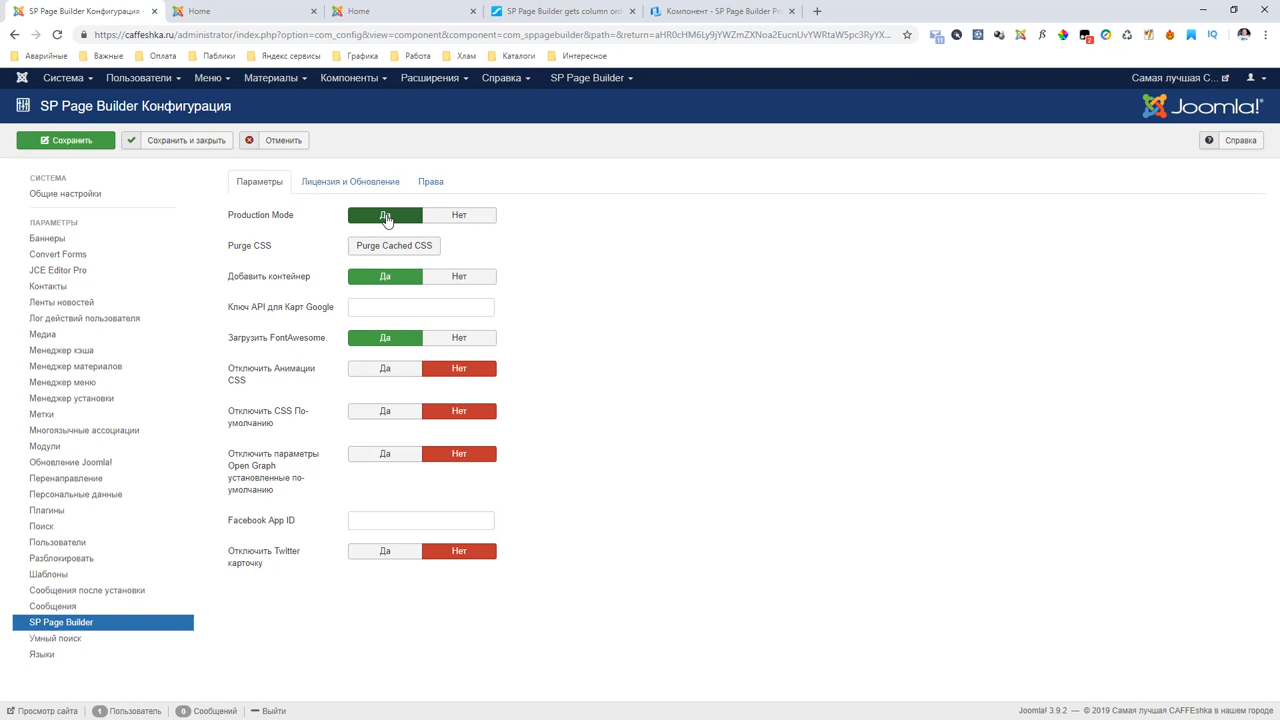 SP Page Builder Конфигурация -
Home
Home
SP Page Builder gets column ord
Компонент - SP Page Builder Pr
https://caffeshka.ru/administrator/index.php?option=com_config&view=component&component=com_sppagebuilder&path=&return=
Аварийные
Важные
Оплата
Паблики
Яндекс сервисы
Графика
Работа
Хлам
Каталоги
Интересное
Система
Пользователи
Меню
Материалы
Компоненты
Расширения
Справка
SP Page Builder
Самая лучшая С...
SP Page Builder Конфигурация
Joomla!
Сохранить
Сохранить и закрыть
Отменить
Справка
СИСТЕМА
Общие настройки
ПАРАМЕТРЫ
Баннеры
Convert Forms
JCE Editor Pro
Контакты
Ленты новостей
Лог действий пользователя
Медиа
Менеджер кэша
Менеджер материалов
Менеджер меню
Менеджер установки
Метки
Многоязычные ассоциации
Модули
Обновление Joomla!
Перенаправление
Персональные данные
Плагины
Поиск
Пользователи
Разблокировать
Шаблоны
Сообщения после установки
Сообщения
SP Page Builder
Умный поиск
Языки
Параметры
Лицензия и Обновление
Права
Production Mode
Да
Нет
Purge CSS
Purge Cached CSS
Добавить контейнер
Да
Нет
Ключ API для Карт Google
Загрузить FontAwesome
Да
Нет
Отключить Анимации
CSS
Да
Нет
Отключить CSS По-
умолчанию
Да
Нет
Отключить параметры
Open Graph
установленные по-
умолчанию
Да
Нет
Facebook App ID
Отключить Twitter
карточку
Да
Нет
Просмотр сайта
1 Пользователь
0 Сообщений
Выйти
Joomla! 3.9.2 — © 2019 Самая лучшая CAFFEshka в нашем городе